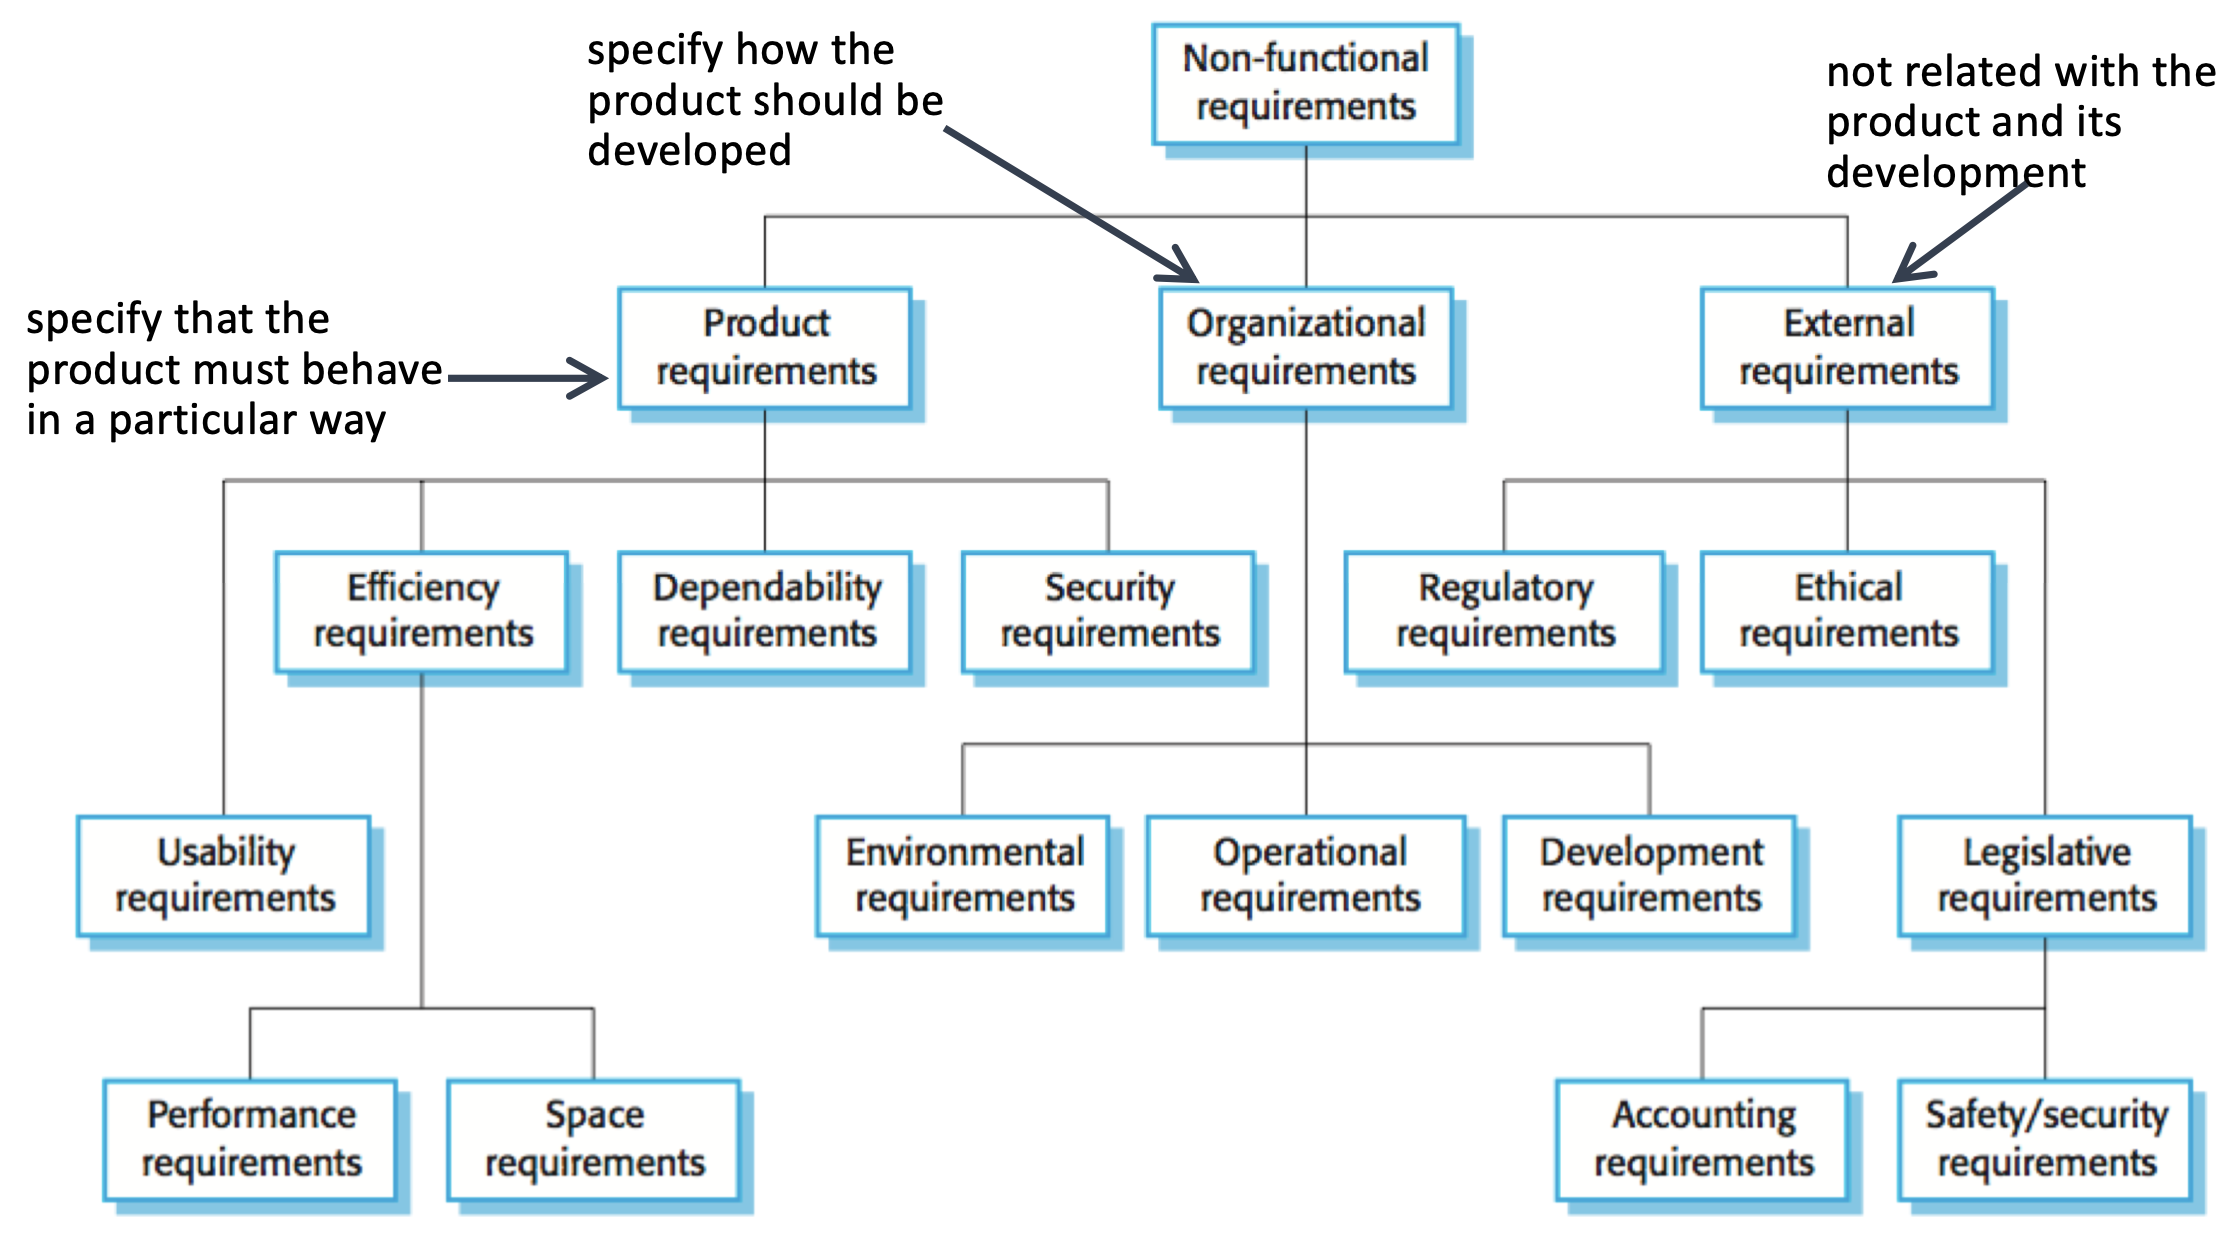 specify how the
product should be
developed
Non-functional
requirements
not related with the
product and its
development
specify that the
product must behave
in a particular way
Product
requirements
Organizational
requirements
External
requirements
Efficiency
requirements
Dependability
requirements
Security
requirements
Regulatory
requirements
Ethical
requirements
Usability
requirements
Environmental
requirements
Operational
requirements
Development
requirements
Legislative
requirements
Performance
requirements
Space
requirements
Accounting
requirements
Safety/security
requirements